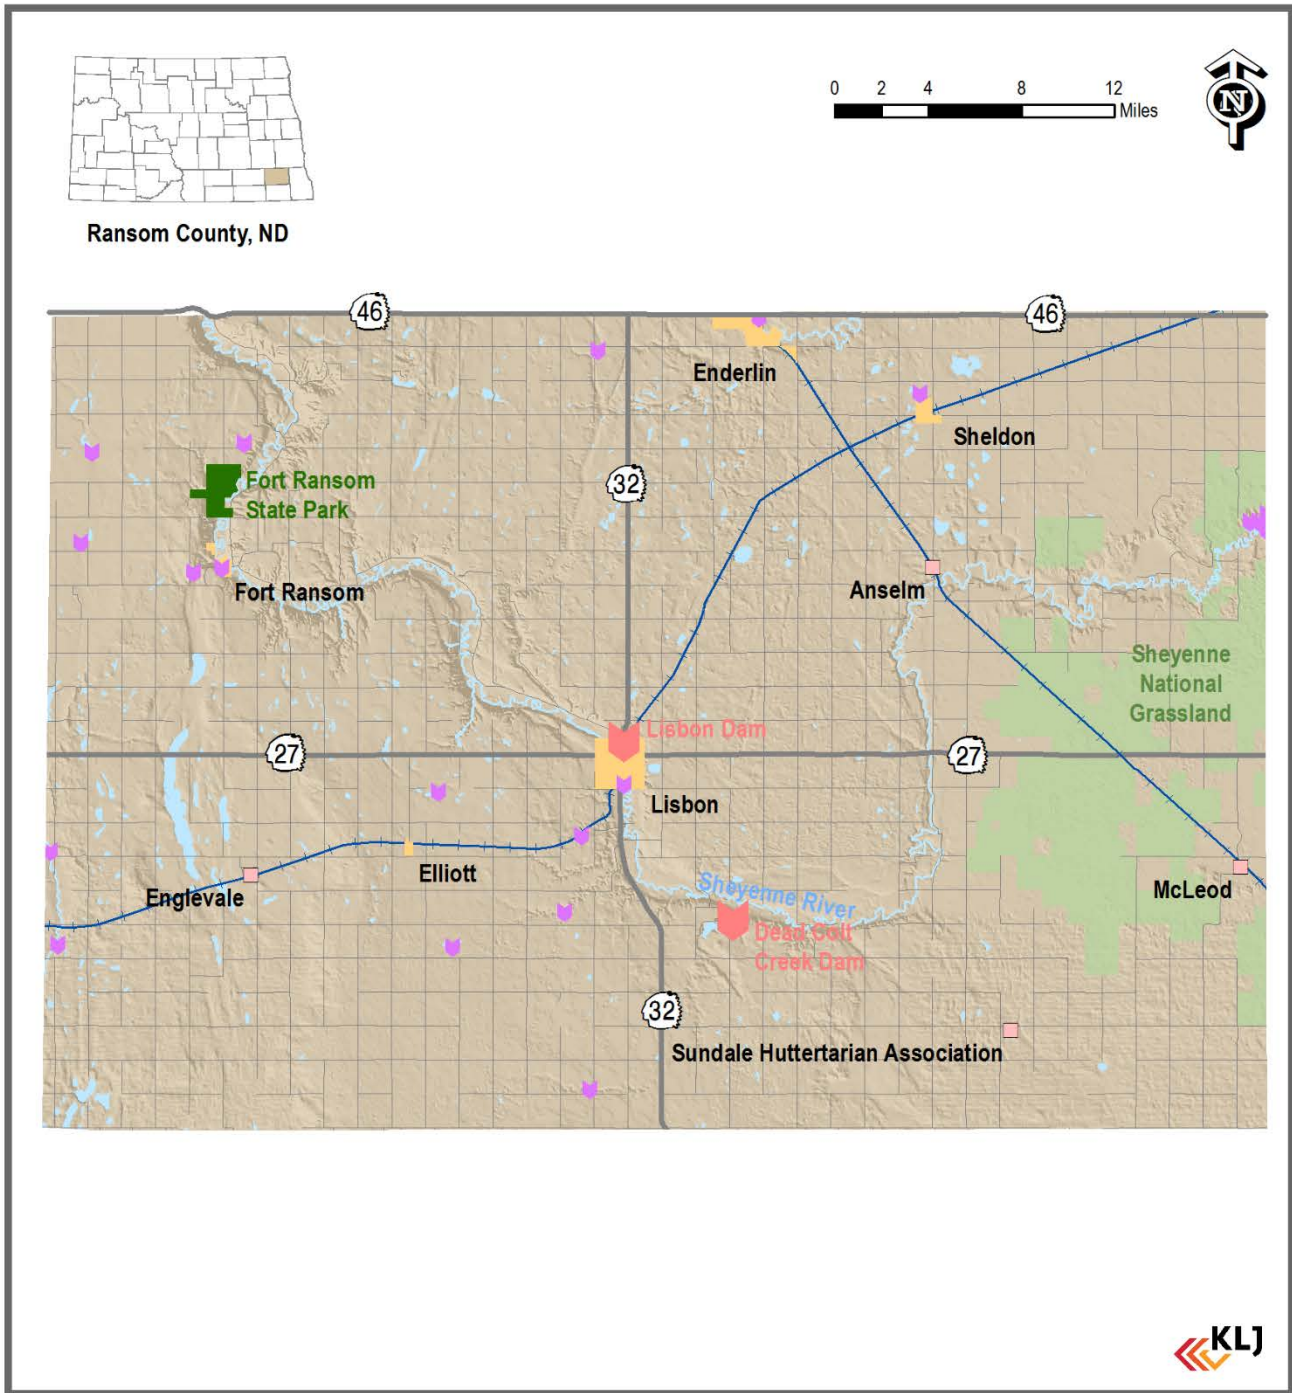 0 2 4 8 12
Miles
N
Ransom County, ND
46
46
Enderlin
Sheldon
32
Fort Ransom
State Park
Anselm
Fort Ransom
Sheyenne
National
Grassland
Lisbon Dam
27
27
Lisbon
Elliott
Englevale
McLeod
Sheyenne River
Dead Colt
Creek Dam
32
Sundale Huttertarian Association
KLJ